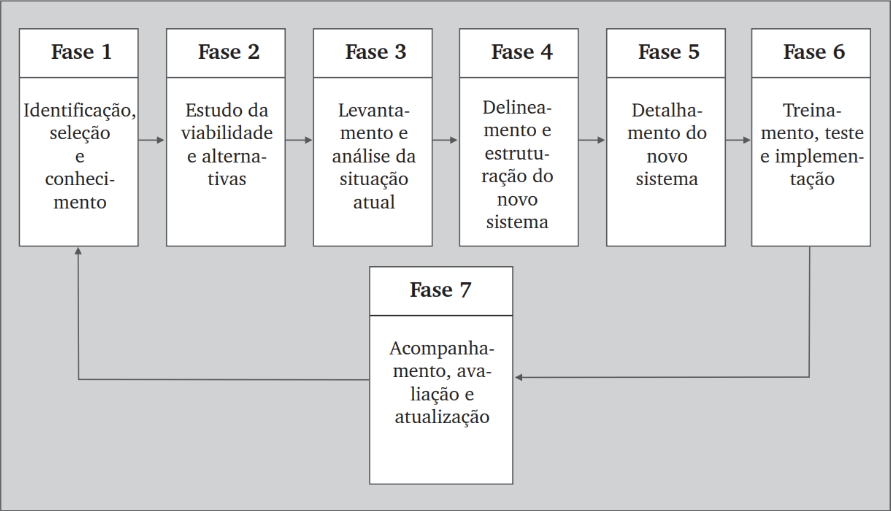 Fase 1
Identificação,
seleção
e
conheci-
mento
Fase 2
Estudo da
viabilidade
e alterna-
tivas
Fase 3
Levanta-
mento e
análise da
situação
atual
Fase 4
Delinea-
mento e
estrutu-
ração do
novo
sistema
Fase 5
Detalha-
mento do
novo
sistema
Fase 6
Treina-
mento, teste
e implemen-
tação
Fase 7
Acompanha-
mento, ava-
liação e
atualização